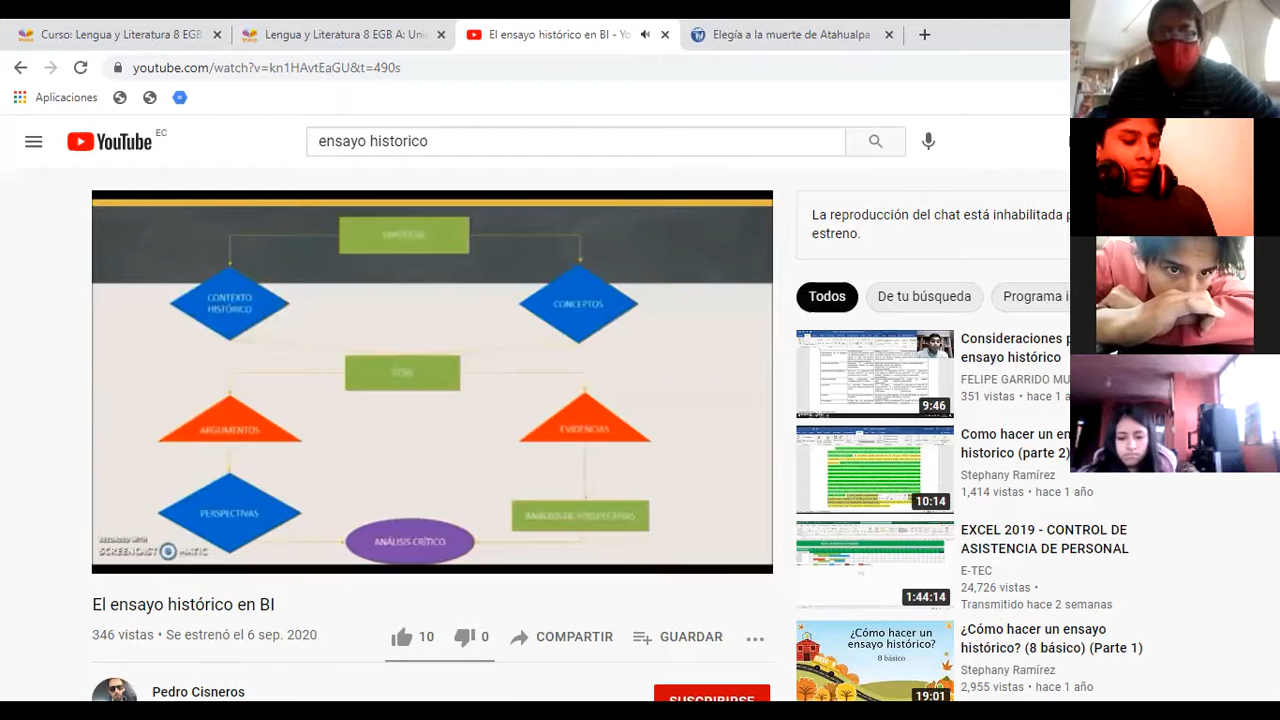 Curso: Lengua y Literatura 8 EGB
Lengua y Literatura 8 EGB A: Uni
El ensayo histórico en BI - Yo
Elegía a la muerte de Atahualpa
youtube.com/watch?v=kn1HAvtEaGU&t=490s
Aplicaciones
YouTube EC
ensayo historico
CONTEXTO
HISTÓRICO
CONCEPTOS
TESIS
ARGUMENTOS
EVIDENCIAS
PERSPECTIVAS
ANÁLISIS DE PERSPECTIVAS
ANÁLISIS CRÍTICO
RECORDED WITH
SCREENCAST MATIC
El ensayo histórico en BI
346 vistas • Se estrenó el 6 sep. 2020
10
0
COMPARTIR
GUARDAR
Pedro Cisneros
SUSCRIBIRSE
La reproducción del chat está inhabilitada p
estreno.
Todos
De tu búsqueda
Programa i
9:46
Consideraciones p
ensayo histórico
FELIPE GARRIDO MU
351 vistas • hace 1 a
10:14
Como hacer un en
historico (parte 2)
Stephany Ramírez
1,414 vistas • hace 1 año
1:44:14
EXCEL 2019 - CONTROL DE
ASISTENCIA DE PERSONAL
E-TEC
24,726 vistas •
Transmitido hace 2 semanas
¿Cómo hacer un
ensayo histórico?
8 básico
19:01
¿Cómo hacer un ensayo
histórico? (8 básico) (Parte 1)
Stephany Ramírez
2,955 vistas • hace 1 año